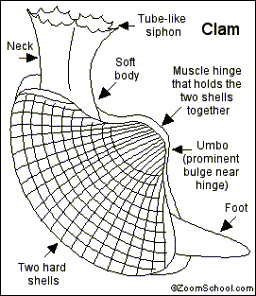 Clam
Tube-like
siphon
Neck
Soft
body
Muscle hinge
that holds the
two shells
together
Umbo
(prominent
bulge near
hinge)
Foot
Two hard
shells
©ZoomSchool.com